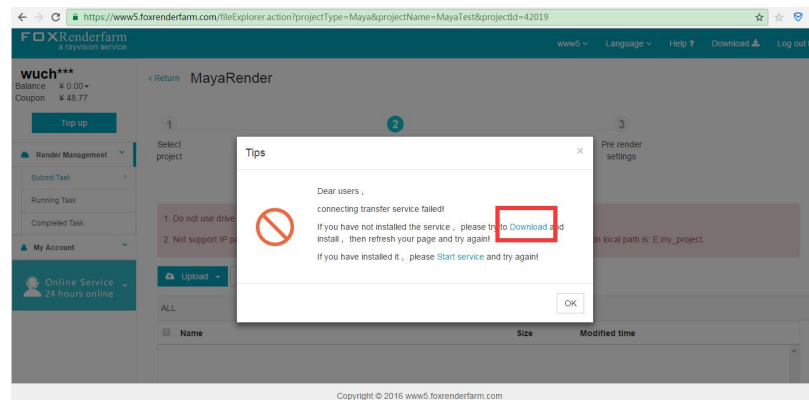 https://www5.foxrenderfarm.com/fileExplorer.action?projectType=Maya&projectName=MayaTest&projectId=42019
FOXRenderfarm
a rayvision service
www5 Language Help ? Download Log out
wuch***
Balance ¥ 0.00
Coupon ¥ 48.77
Top up
Render Management
Submit Task
Running Task
Completed Task
My Account
Online Service
24 hours online
<Return MayaRender
1 2 3
Select project
Pre render settings
Tips ×
Dear users ,
connecting transfer service failed!
If you have not installed the service , please try to Download and
install , then refresh your page and try again!
If you have installed it , please Start service and try again!
OK
1. Do not use drive
2. Not support IP pa
n local path is: E:my_project.
Upload
ALL
Name Size Modified time
Copyright © 2016 www5.foxrenderfarm.com